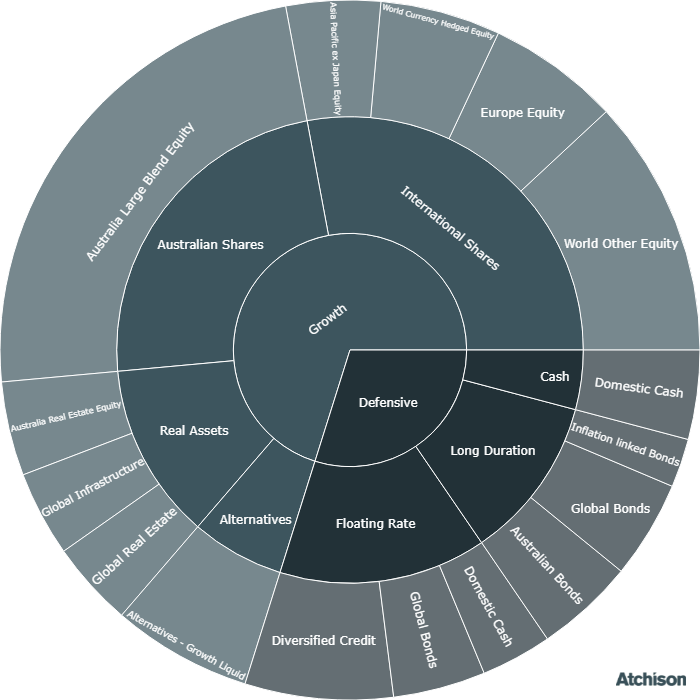 Growth
Defensive
Australian Shares
International Shares
Real Assets
Alternatives
Floating Rate
Long Duration
Cash
Australia Large Blend Equity
Asia Pacific ex Japan Equity
World Currency Hedged Equity
Europe Equity
World Other Equity
Domestic Cash
Inflation linked Bonds
Global Bonds
Australian Bonds
Domestic Cash
Global Bonds
Diversified Credit
Alternatives - Growth Liquid
Global Real Estate
Global Infrastructure
Australia Real Estate Equity
Atchison